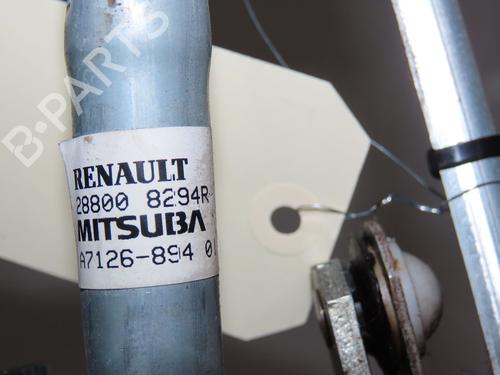 B-PARTS
RENAULT
28800 8294R
MITSUBA
A7126-894 0